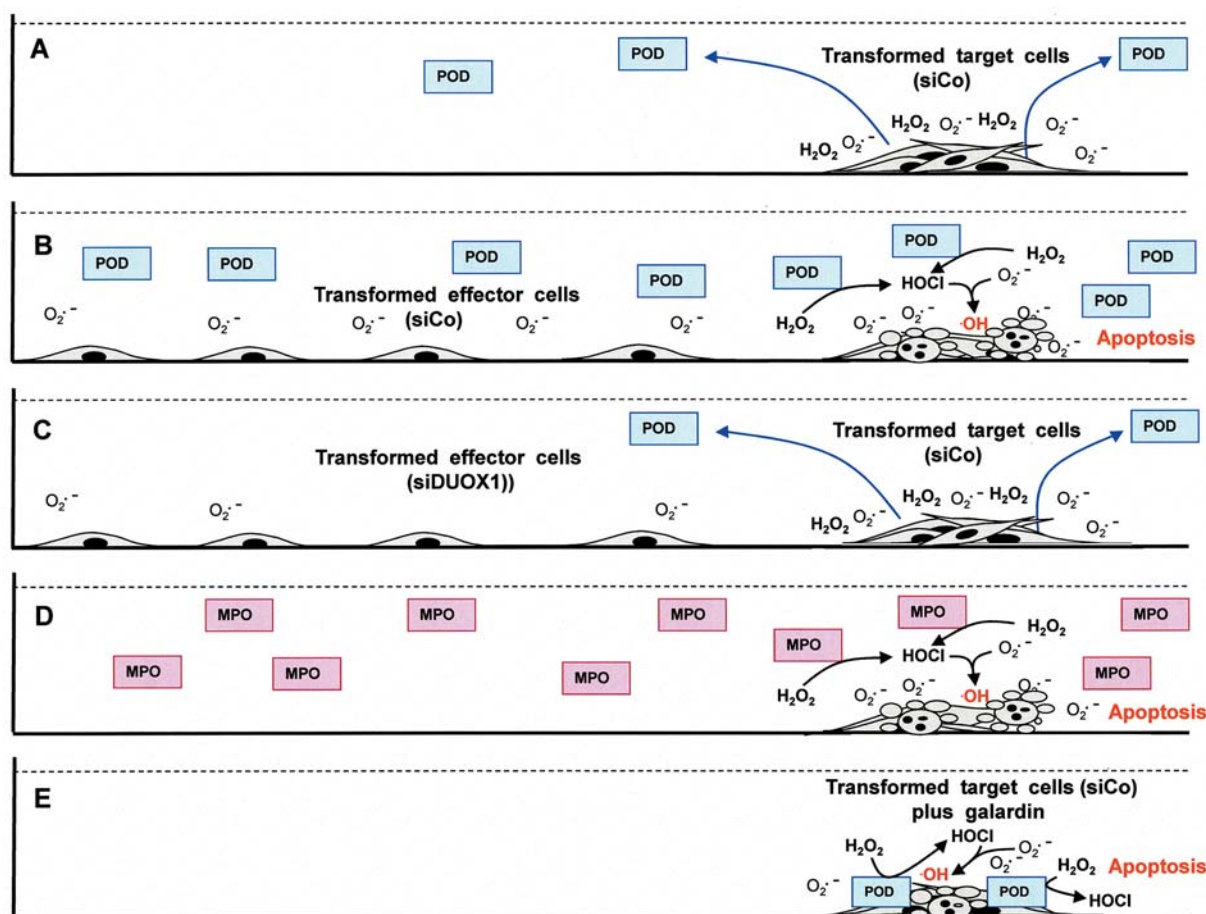 A
POD
POD
Transformed target cells
(siCo)
POD
H₂O₂ O₂·⁻ H₂O₂ O₂·⁻
H₂O₂ O₂·⁻ O₂·⁻
B
POD
POD
POD
POD
POD
POD
POD
POD
H₂O₂
HOCl
O₂·⁻
Transformed effector cells
(siCo)
O₂·⁻ O₂·⁻ O₂·⁻ O₂·⁻ O₂·⁻
H₂O₂
O₂·⁻ O₂·⁻ O₂·⁻
·OH
O₂·⁻
Apoptosis
C
POD
Transformed target cells
(siCo)
POD
Transformed effector cells
(siDUOX1))
O₂·⁻ O₂·⁻ O₂·⁻
H₂O₂ O₂·⁻ H₂O₂ O₂·⁻
H₂O₂ O₂·⁻ O₂·⁻
D
MPO
MPO
MPO
MPO
MPO
MPO
MPO
MPO
MPO
MPO
H₂O₂
HOCl
O₂·⁻
H₂O₂
O₂·⁻ O₂·⁻
·OH
O₂·⁻
Apoptosis
E
Transformed target cells (siCo)
plus galardin
H₂O₂
HOCl
O₂·⁻
O₂·⁻
·OH
O₂·⁻
H₂O₂
Apoptosis
POD
POD
HOCl